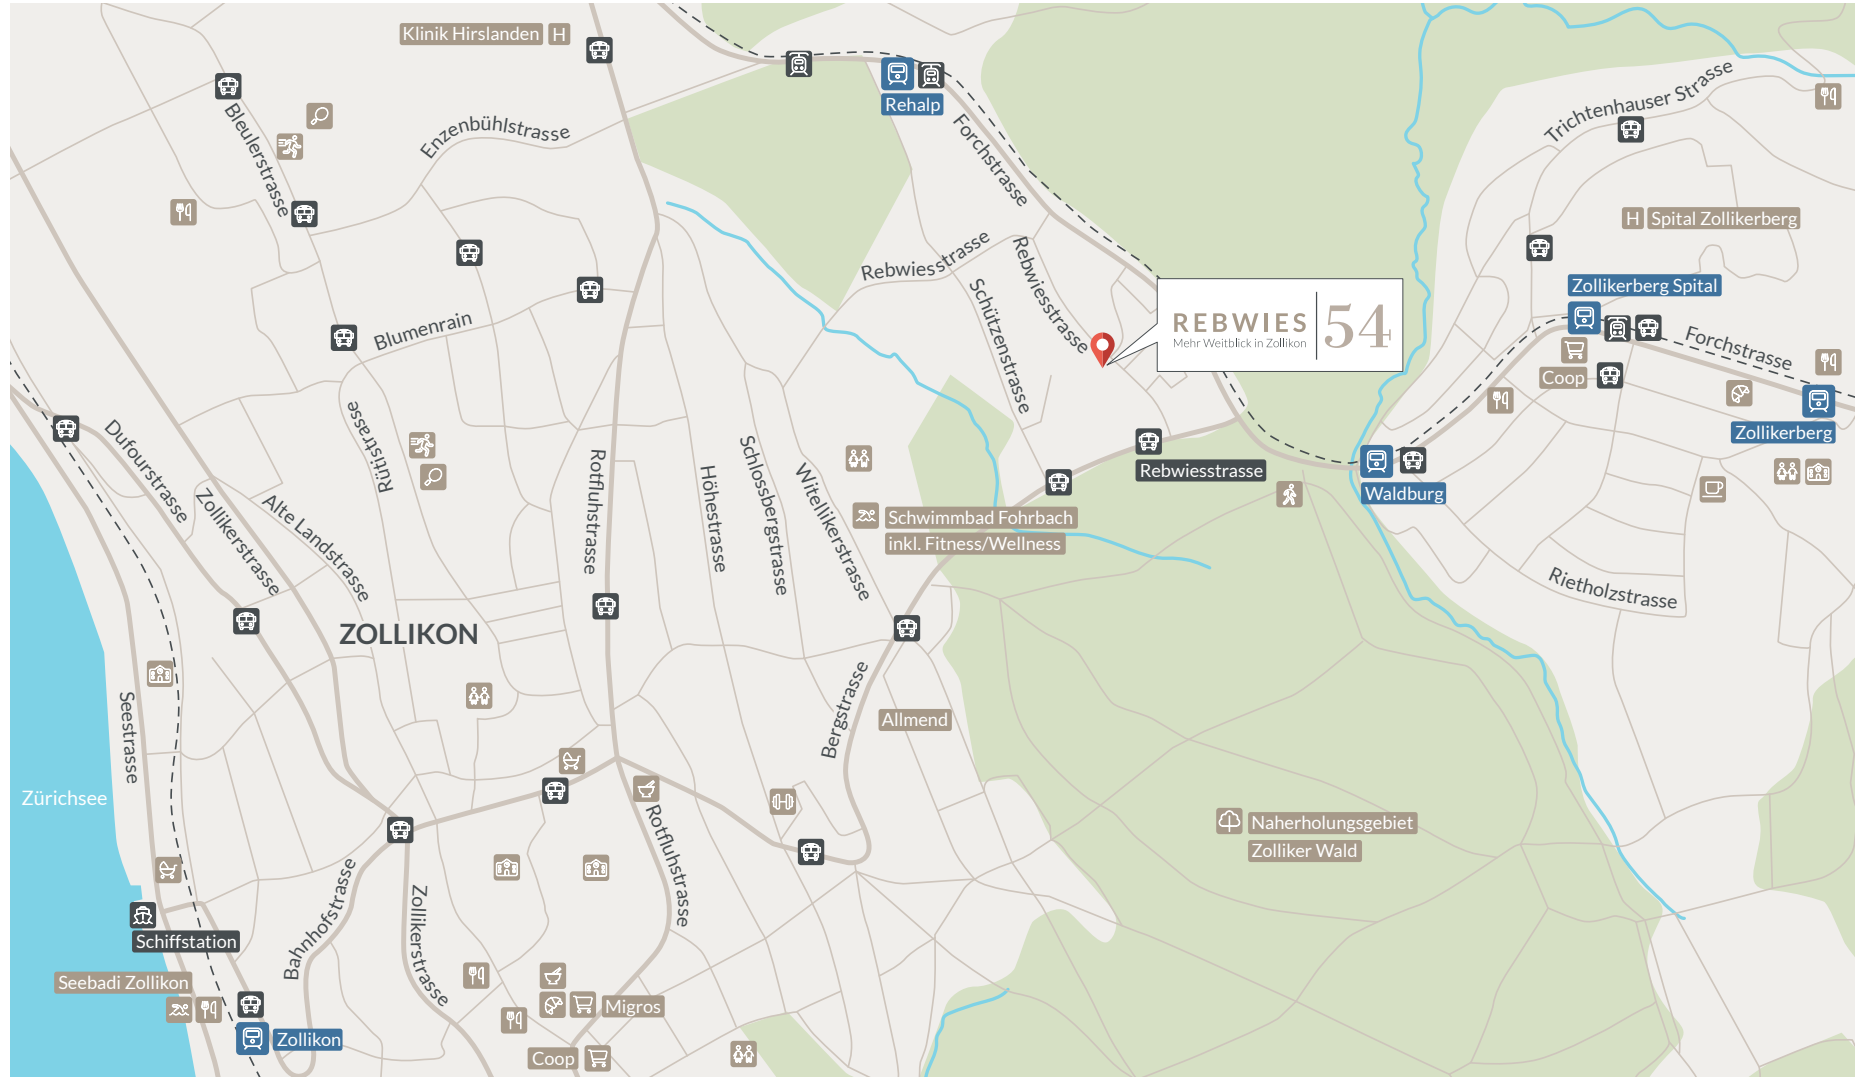 Klinik Hirslanden H
Rehalp
Bleulerstrasse
Enzenbühlstrasse
Forchstrasse
Trichtenhauser Strasse
H Spital Zollikerberg
Rebwiesstrasse
Rebwiesstrasse
Schützenstrasse
Zollikerberg Spital
REBWIES 54
Mehr Weitblick in Zollikon
Blumenrain
Forchstrasse
Coop
Zollikerberg
Rütistrasse
Dufourstrasse
Zollikerstrasse
Alte Landstrasse
Rotfluhstrasse
Höhestrasse
Schlossbergstrasse
Witellikerstrasse
Rebwiesstrasse
Waldburg
Schwimmbad Fohrbach
inkl. Fitness/Wellness
Rietholzstrasse
ZOLLIKON
Seestrasse
Bergstrasse
Allmend
Zürichsee
Rotfluhstrasse
Naherholungsgebiet
Zolliker Wald
Bahnhofstrasse
Zollikerstrasse
Schiffstation
Seebadi Zollikon
Migros
Zollikon
Coop